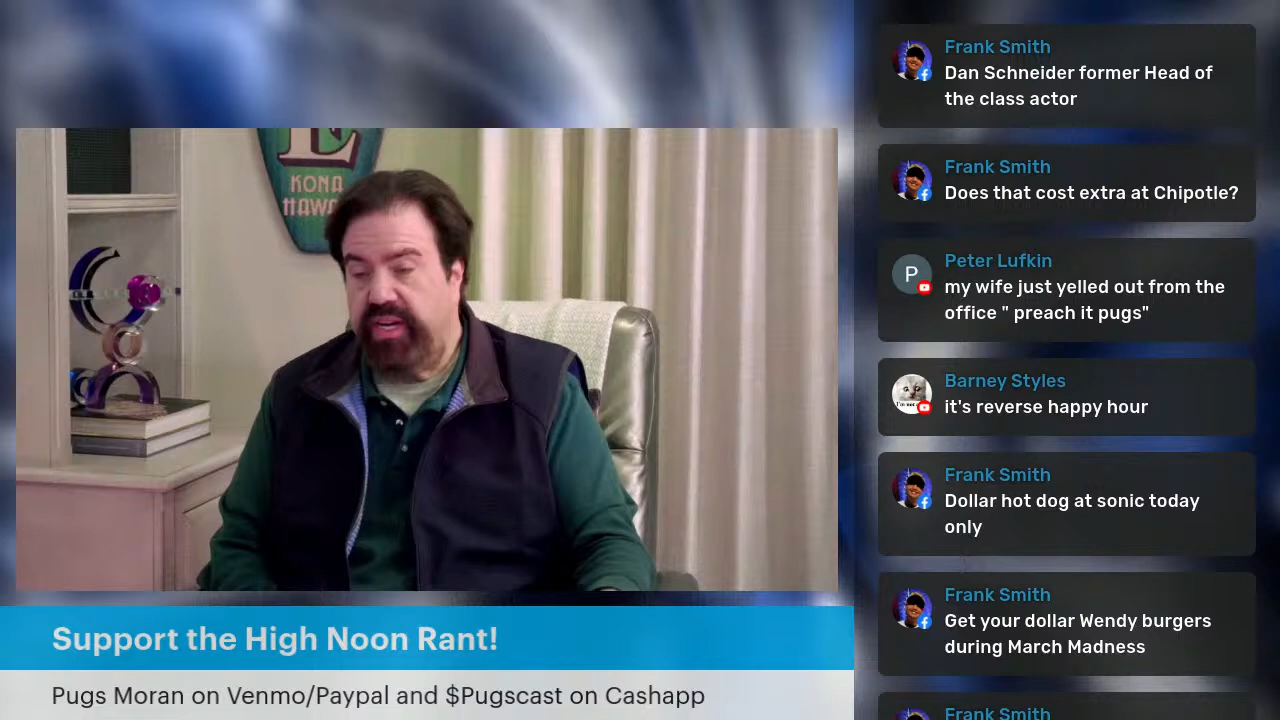 KONA
Support the High Noon Rant!
Pugs Moran on Venmo/Paypal and $Pugscast on Cashapp
Frank Smith
Dan Schneider former Head of
the class actor
Frank Smith
Does that cost extra at Chipotle?
P
Peter Lufkin
my wife just yelled out from the
office " preach it pugs"
Barney Styles
it's reverse happy hour
Frank Smith
Dollar hot dog at sonic today
only
Frank Smith
Get your dollar Wendy burgers
during March Madness
Frank Smith